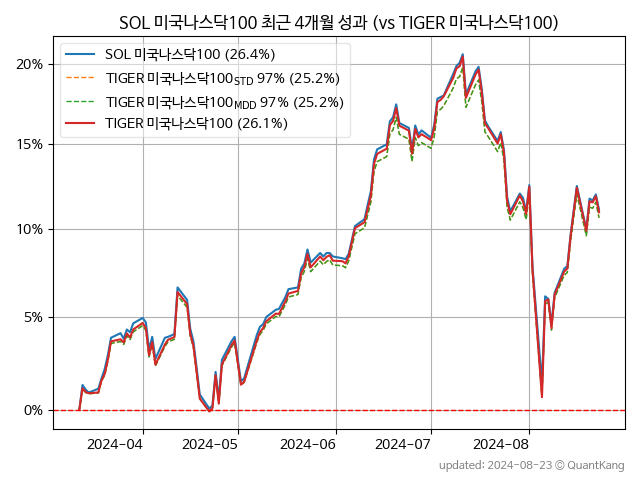 SOL 미국나스닥100 최근 4개월 성과 (vs TIGER 미국나스닥100)
SOL 미국나스닥100 (26.4%)
TIGER 미국나스닥100STD 97% (25.2%)
TIGER 미국나스닥100MDD 97% (25.2%)
TIGER 미국나스닥100 (26.1%)
20%
15%
10%
5%
0%
2024-04 2024-05 2024-06 2024-07 2024-08
updated: 2024-08-23 © QuantKang